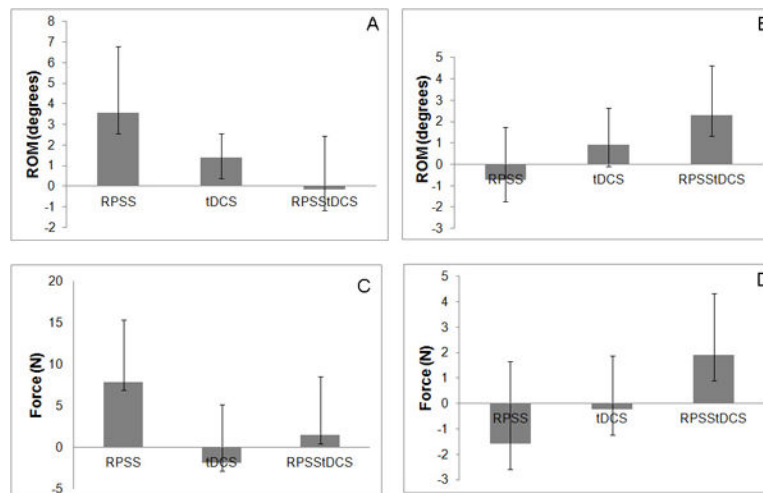 A
ROM (degrees)
8
7
6
5
4
3
2
1
0
-1
-2
RPSS
tDCS
RPSStDCS
B
ROM (degrees)
5
4
3
2
1
0
-1
-2
-3
RPSS
tDCS
RPSStDCS
C
Force (N)
20
15
10
5
0
-5
RPSS
tDCS
RPSStDCS
D
Force (N)
5
4
3
2
1
0
-1
-2
-3
RPSS
tDCS
RPSStDCS